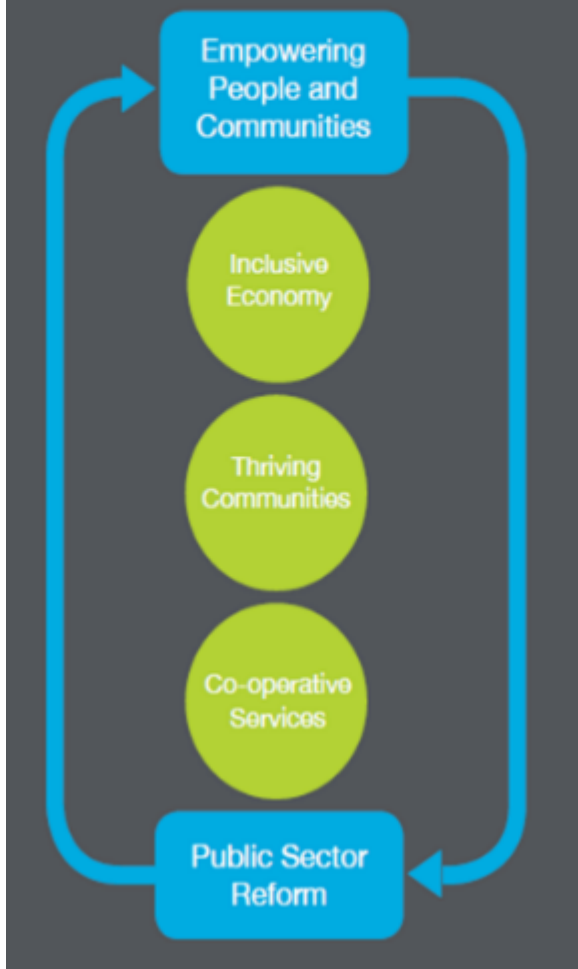 Empowering
People and
Communities
Inclusive
Economy
Thriving
Communities
Co-operative
Services
Public Sector
Reform